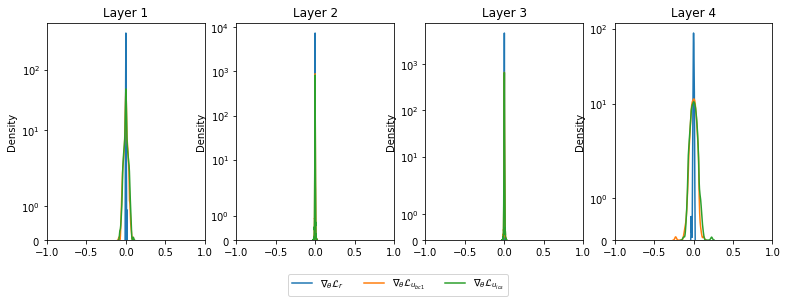 Layer 1 Layer 2 Layer 3 Layer 4
Density Density Density Density
10² 10¹ 10⁰ 0
10⁴ 10³ 10² 10¹ 10⁰ 0
10³ 10² 10¹ 10⁰ 0
10² 10¹ 10⁰ 0
−1.0 −0.5 0.0 0.5 1.0 −1.0 −0.5 0.0 0.5 1.0 −1.0 −0.5 0.0 0.5 1.0 −1.0 −0.5 0.0 0.5 1.0
∇θℒr ∇θℒu_bc1